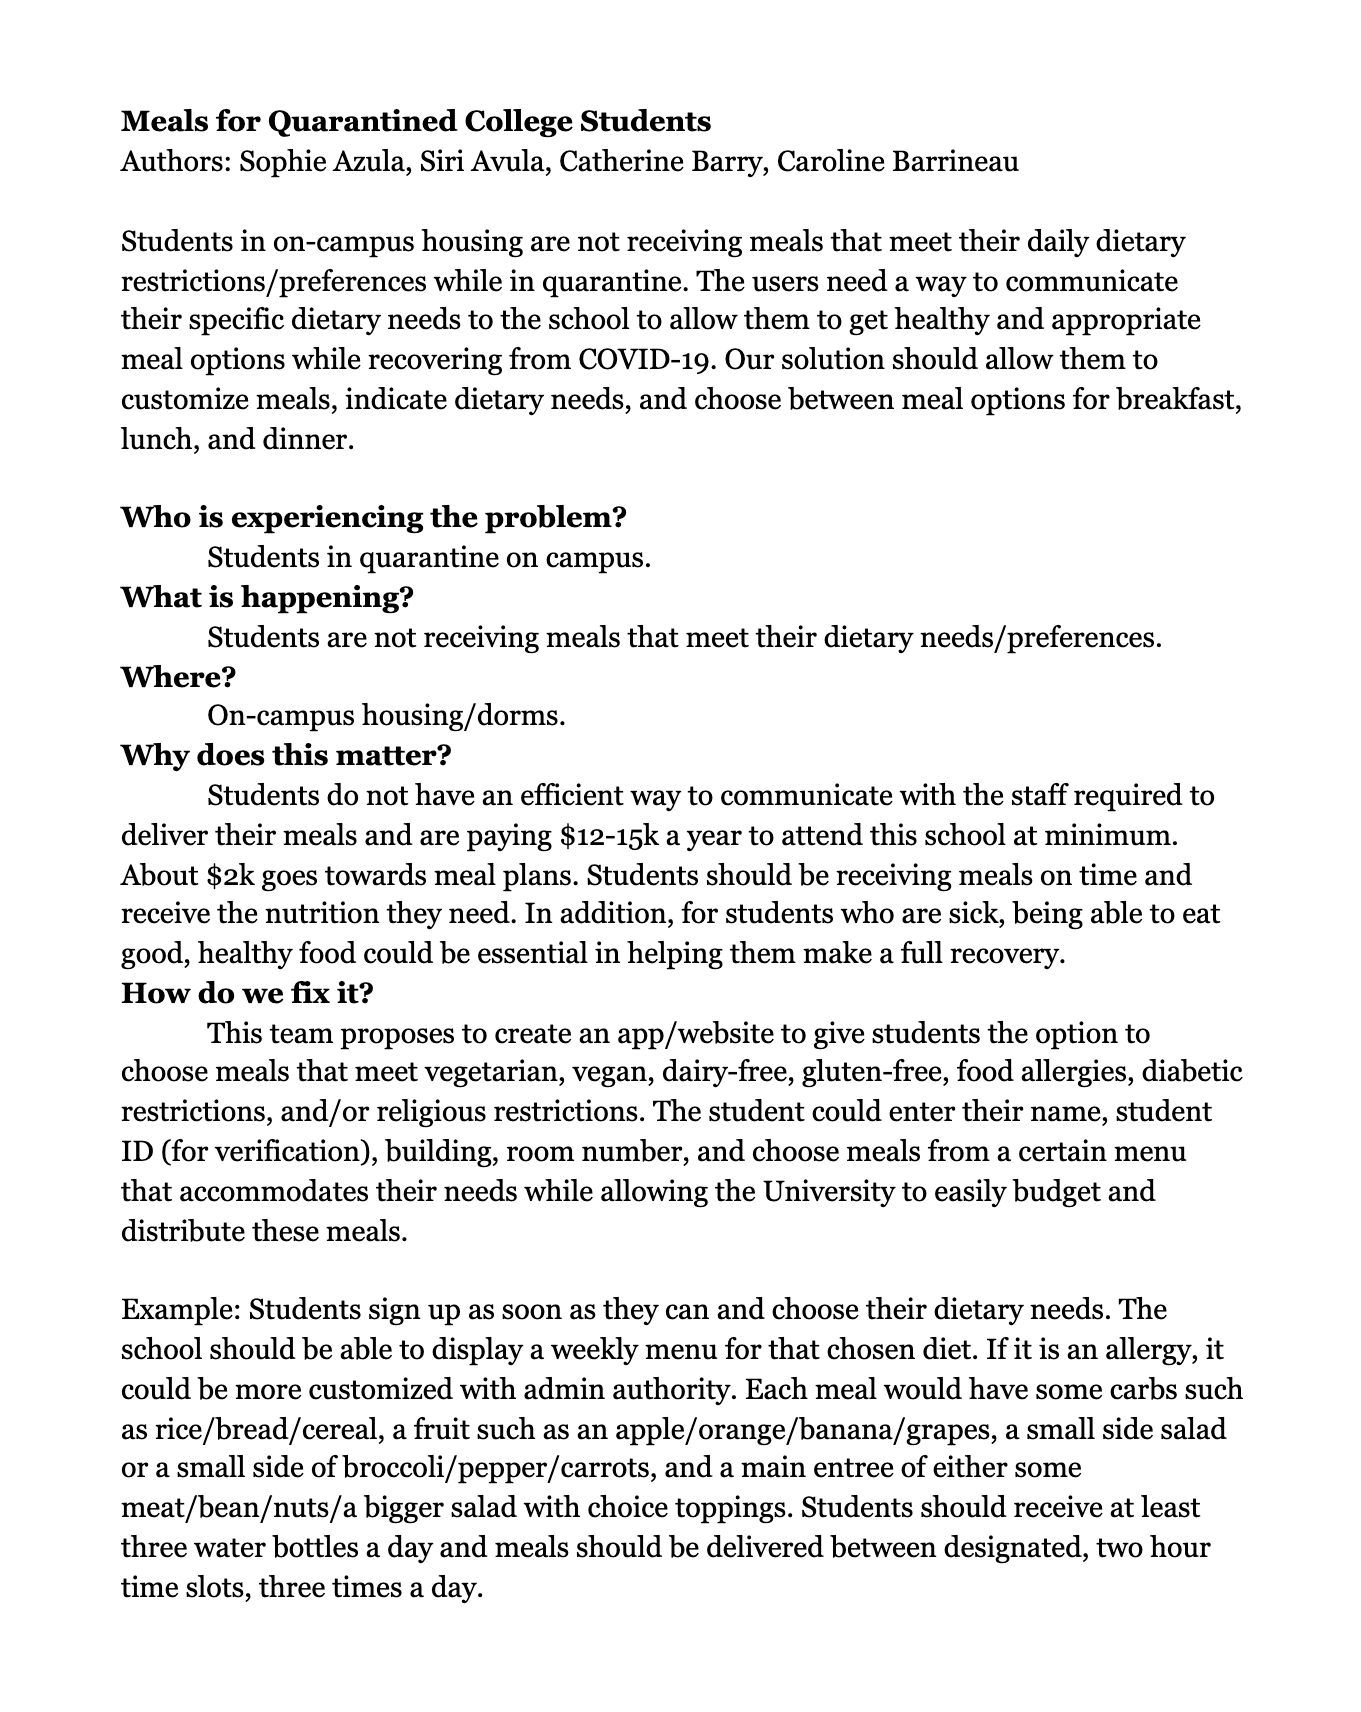 Meals for Quarantined College Students
Authors: Sophie Azula, Siri Avula, Catherine Barry, Caroline Barrineau
Students in on-campus housing are not receiving meals that meet their daily dietary
restrictions/preferences while in quarantine. The users need a way to communicate
their specific dietary needs to the school to allow them to get healthy and appropriate
meal options while recovering from COVID-19. Our solution should allow them to
customize meals, indicate dietary needs, and choose between meal options for breakfast,
lunch, and dinner.
Who is experiencing the problem?
Students in quarantine on campus.
What is happening?
Students are not receiving meals that meet their dietary needs/preferences.
Where?
On-campus housing/dorms.
Why does this matter?
Students do not have an efficient way to communicate with the staff required to
deliver their meals and are paying $12-15k a year to attend this school at minimum.
About $2k goes towards meal plans. Students should be receiving meals on time and
receive the nutrition they need. In addition, for students who are sick, being able to eat
good, healthy food could be essential in helping them make a full recovery.
How do we fix it?
This team proposes to create an app/website to give students the option to
choose meals that meet vegetarian, vegan, dairy-free, gluten-free, food allergies, diabetic
restrictions, and/or religious restrictions. The student could enter their name, student
ID (for verification), building, room number, and choose meals from a certain menu
that accommodates their needs while allowing the University to easily budget and
distribute these meals.
Example: Students sign up as soon as they can and choose their dietary needs. The
school should be able to display a weekly menu for that chosen diet. If it is an allergy, it
could be more customized with admin authority. Each meal would have some carbs such
as rice/bread/cereal, a fruit such as an apple/orange/banana/grapes, a small side salad
or a small side of broccoli/pepper/carrots, and a main entree of either some
meat/bean/nuts/a bigger salad with choice toppings. Students should receive at least
three water bottles a day and meals should be delivered between designated, two hour
time slots, three times a day.